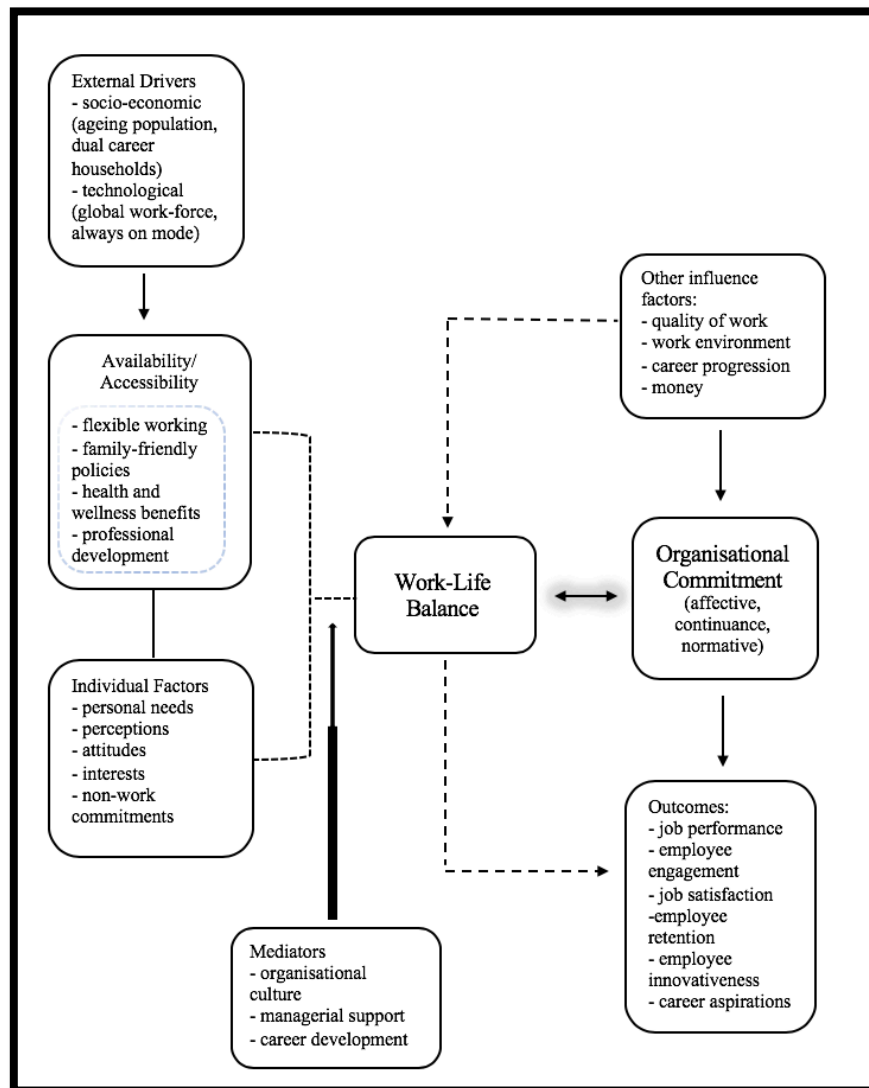 External Drivers
- socio-economic
(ageing population,
dual career
households)
- technological
(global work-force,
always on mode)
Availability/
Accessibility
- flexible working
- family-friendly
policies
- health and
wellness benefits
- professional
development
Individual Factors
- personal needs
- perceptions
- attitudes
- interests
- non-work
commitments
Mediators
- organisational
culture
- managerial support
- career development
Work-Life
Balance
Other influence
factors:
- quality of work
- work environment
- career progression
- money
Organisational
Commitment
(affective,
continuance,
normative)
Outcomes:
- job performance
- employee
engagement
- job satisfaction
-employee
retention
- employee
innovativeness
- career aspirations